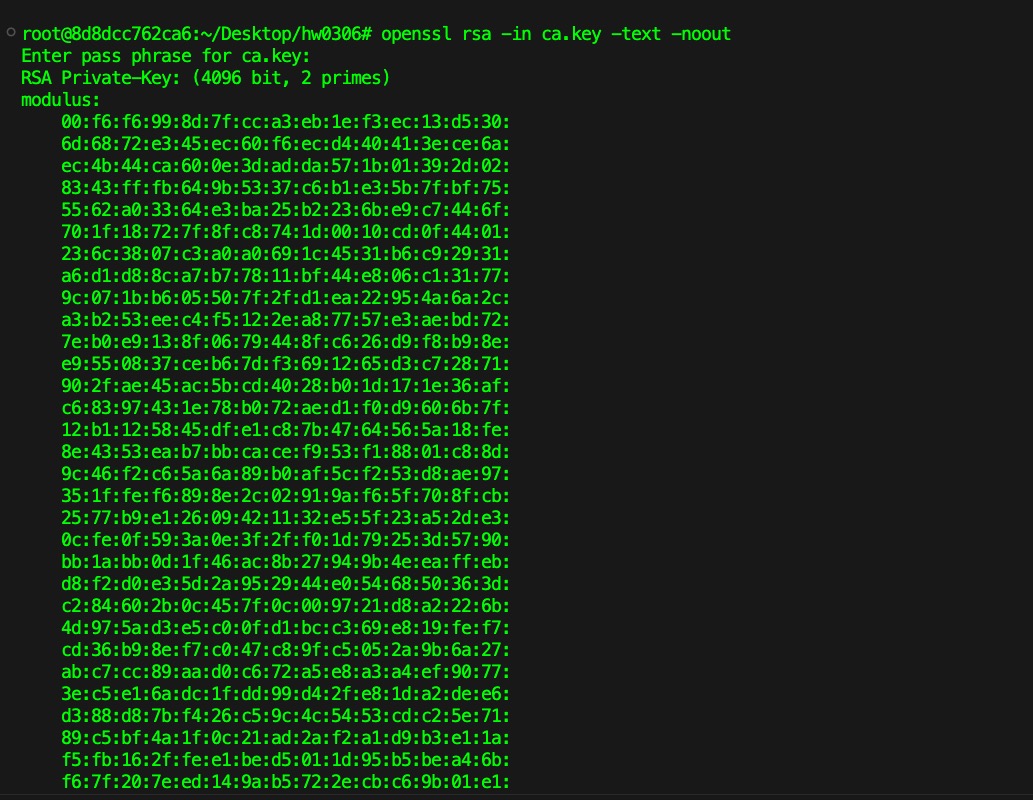 root@8d8dcc762ca6:~/Desktop/hw0306# openssl rsa -in ca.key -text -noout
Enter pass phrase for ca.key:
RSA Private-Key: (4096 bit, 2 primes)
modulus:
00:f6:f6:99:8d:7f:cc:a3:eb:1e:f3:ec:13:d5:30:
6d:68:72:e3:45:ec:60:f6:ec:d4:40:41:3e:ce:6a:
ec:4b:44:ca:60:0e:3d:ad:da:57:1b:01:39:2d:02:
83:43:ff:fb:64:9b:53:37:c6:b1:e3:5b:7f:bf:75:
55:62:a0:33:64:e3:ba:25:b2:23:6b:e9:c7:44:6f:
70:1f:18:72:7f:8f:c8:74:1d:00:10:cd:0f:44:01:
23:6c:38:07:c3:a0:a0:69:1c:45:31:b6:c9:29:31:
a6:d1:d8:8c:a7:b7:78:11:bf:44:e8:06:c1:31:77:
9c:07:1b:b6:05:50:7f:2f:d1:ea:22:95:4a:6a:2c:
a3:b2:53:ee:c4:f5:12:2e:a8:77:57:e3:ae:bd:72:
7e:b0:e9:13:8f:06:79:44:8f:c6:26:d9:f8:b9:8e:
e9:55:08:37:ce:b6:7d:f3:69:12:65:d3:c7:28:71:
90:2f:ae:45:ac:5b:cd:40:28:b0:1d:17:1e:36:af:
c6:83:97:43:1e:78:b0:72:ae:d1:f0:d9:60:6b:7f:
12:b1:12:58:45:df:e1:c8:7b:47:64:56:5a:18:fe:
8e:43:53:ea:b7:bb:ca:ce:f9:53:f1:88:01:c8:8d:
9c:46:f2:c6:5a:6a:89:b0:af:5c:f2:53:d8:ae:97:
35:1f:fe:f6:89:8e:2c:02:91:9a:f6:5f:70:8f:cb:
25:77:b9:e1:26:09:42:11:32:e5:5f:23:a5:2d:e3:
0c:fe:0f:59:3a:0e:3f:2f:f0:1d:79:25:3d:57:90:
bb:1a:bb:0d:1f:46:ac:8b:27:94:9b:4e:ea:ff:eb:
d8:f2:d0:e3:5d:2a:95:29:44:e0:54:68:50:36:3d:
c2:84:60:2b:0c:45:7f:0c:00:97:21:d8:a2:22:6b:
4d:97:5a:d3:e5:c0:0f:d1:bc:c3:69:e8:19:fe:f7:
cd:36:b9:8e:f7:c0:47:c8:9f:c5:05:2a:9b:6a:27:
ab:c7:cc:89:aa:d0:c6:72:a5:e8:a3:a4:ef:90:77:
3e:c5:e1:6a:dc:1f:dd:99:d4:2f:e8:1d:a2:de:e6:
d3:88:d8:7b:f4:26:c5:9c:4c:54:53:cd:c2:5e:71:
89:c5:bf:4a:1f:0c:21:ad:2a:f2:a1:d9:b3:e1:1a:
f5:fb:16:2f:fe:e1:be:d5:01:1d:95:b5:be:a4:6b:
f6:7f:20:7e:ed:14:9a:b5:72:2e:cb:c6:9b:01:e1: